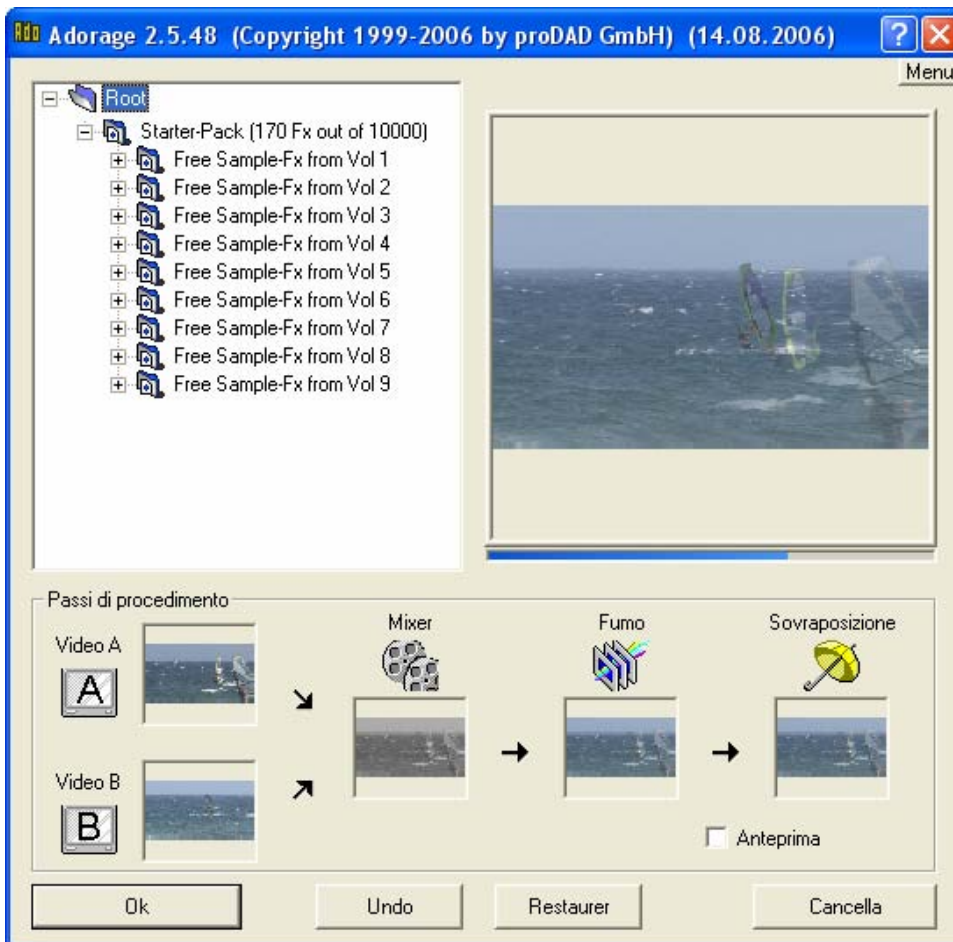 Ado Adorage 2.5.48 (Copyright 1999-2006 by proDAD GmbH) (14.08.2006)
Menu
Root
Starter-Pack (170 Fx out of 10000)
Free Sample-Fx from Vol 1
Free Sample-Fx from Vol 2
Free Sample-Fx from Vol 3
Free Sample-Fx from Vol 4
Free Sample-Fx from Vol 5
Free Sample-Fx from Vol 6
Free Sample-Fx from Vol 7
Free Sample-Fx from Vol 8
Free Sample-Fx from Vol 9
Passi di procedimento
Video A
A
Mixer
Fumo
Sovraposizione
Video B
B
Anteprima
Ok
Undo
Restaurer
Cancella